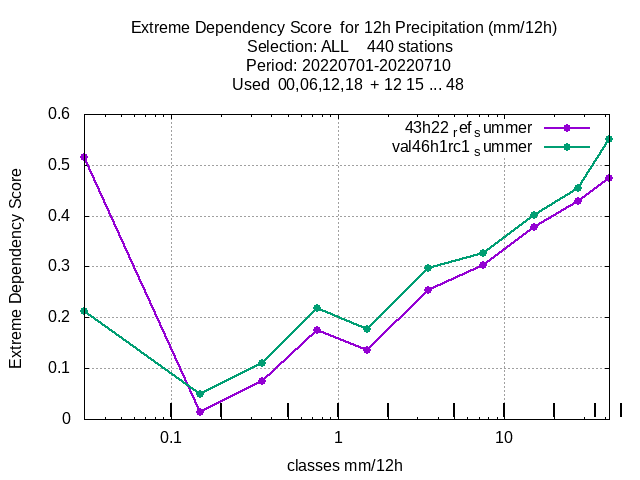 Extreme Dependency Score  for 12h Precipitation (mm/12h)
Selection: ALL    440 stations
Period: 20220701-20220710
Used  00,06,12,18  + 12 15 ... 48
43h22 ref summer
val46h1rc1 summer
Extreme Dependency Score
0.6
0.5
0.4
0.3
0.2
0.1
0
0.1
1
10
classes mm/12h